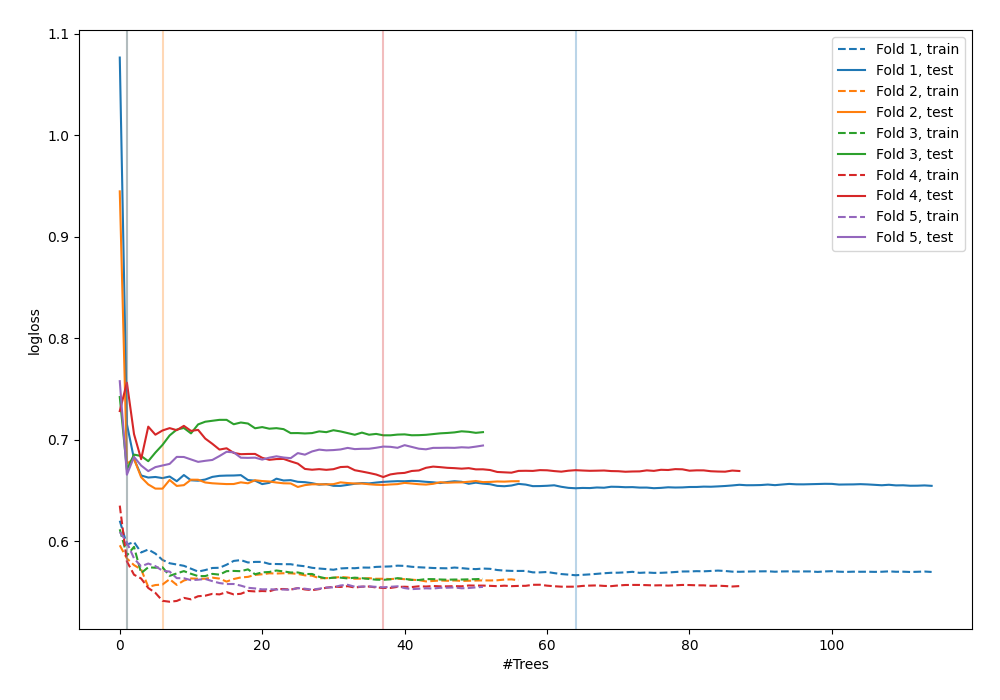 1.1
1.0
0.9
0.8
0.7
0.6
logloss
0
20
40
60
80
100
#Trees
Fold 1, train
Fold 1, test
Fold 2, train
Fold 2, test
Fold 3, train
Fold 3, test
Fold 4, train
Fold 4, test
Fold 5, train
Fold 5, test